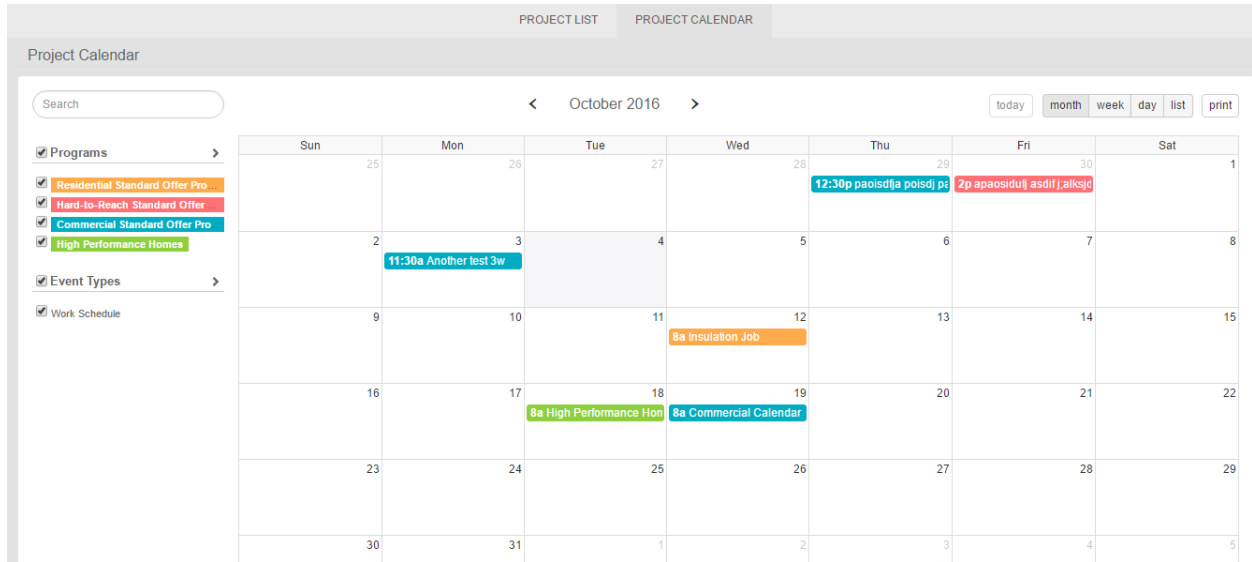 PROJECT LIST PROJECT CALENDAR
Project Calendar
Search
October 2016
today month week day list print
Programs
Residential Standard Offer Pro...
Hard-to-Reach Standard Offer ...
Commercial Standard Offer Pro
High Performance Homes
Event Types
Work Schedule
Sun Mon Tue Wed Thu Fri Sat
25 26 27 28 29 30 1
12:30p paoisdfja poisdj pa 2p apaosidufj asdif j;alksjd
2 3 4 5 6 7 8
11:30a Another test 3w
9 10 11 12 13 14 15
8a Insulation Job
16 17 18 19 20 21 22
8a High Performance Hon 8a Commercial Calendar
23 24 25 26 27 28 29
30 31 1 2 3 4 5